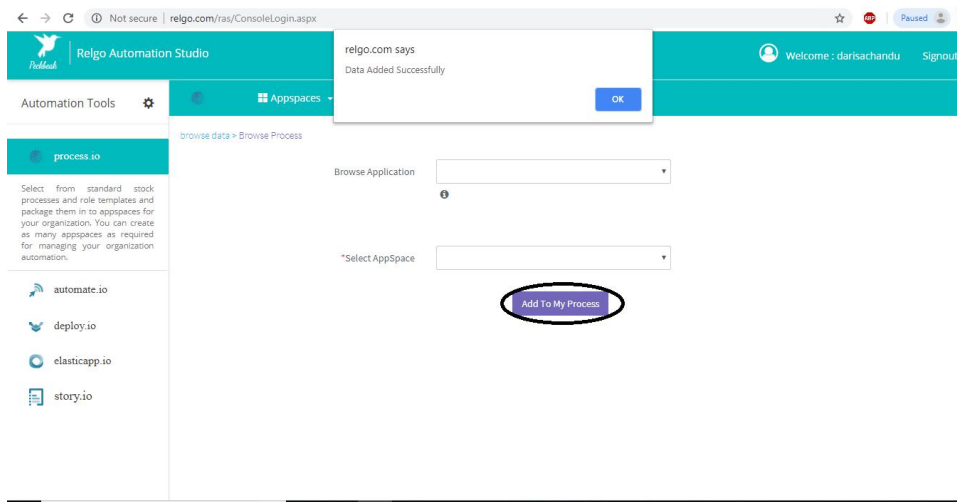 Not secure | relgo.com/ras/ConsoleLogin.aspx
ABP
Paused
Peckbeak
Relgo Automation Studio
relgo.com says
Data Added Successfully
OK
Welcome : darisachandu
Signout
Automation Tools
Appspaces
browse data > Browse Process
process.io
Select from standard stock
processes and role templates and
package them in to appspaces for
your organization. You can create
as many appspaces as required
for managing your organization
automation.
Browse Application
*Select AppSpace
Add To My Process
automate.io
deploy.io
elasticapp.io
story.io